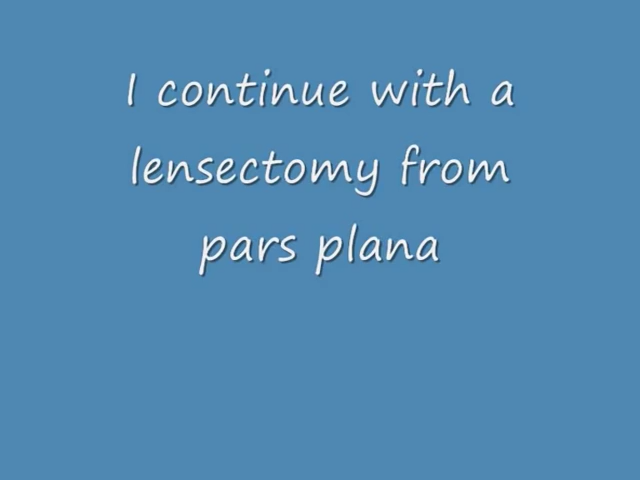 I continue with a
lensectomy from
pars plana